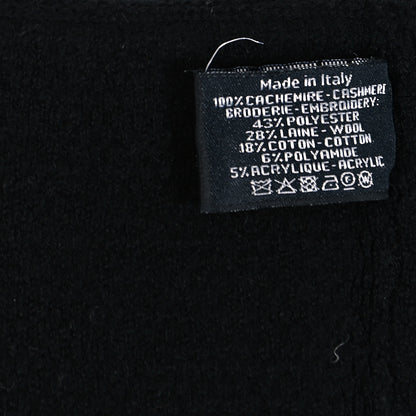 Made in Italy
100% CACHEMIRE - CASHMERE
BRODERIE - EMBROIDERY:
43% POLYESTER
28% LAINE - WOOL
18% COTON - COTTON
6% POLYAMIDE
5% ACRYLIQUE - ACRYLIC